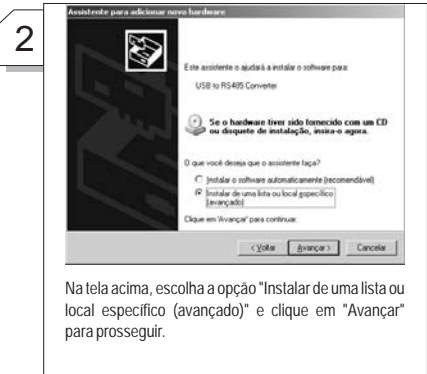 2
Assistente para adicionar novo hardware
Este assistente o ajudará a instalar o software para:
USB to RS485 Converter
Se o hardware tiver sido fornecido com um CD
ou disquete de instalação, insira-o agora.
O que você deseja que o assistente faça?
Instalar o software automaticamente (recomendável)
Instalar de uma lista ou local específico
(avançado)
Clique em 'Avançar' para continuar.
< Voltar
Avançar >
Cancelar
Na tela acima, escolha a opção "Instalar de uma lista ou
local específico (avançado)" e clique em "Avançar"
para prosseguir.